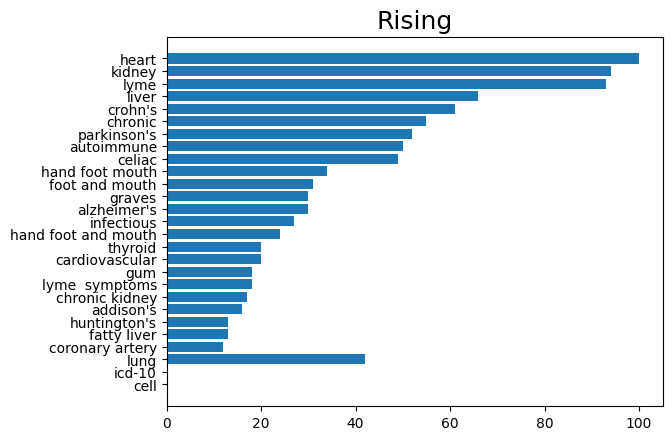 Rising
heart
kidney
lyme
liver
crohn's
chronic
parkinson's
autoimmune
celiac
hand foot mouth
foot and mouth
graves
alzheimer's
infectious
hand foot and mouth
thyroid
cardiovascular
gum
lyme  symptoms
chronic kidney
addison's
huntington's
fatty liver
coronary artery
lung
icd-10
cell
0 20 40 60 80 100